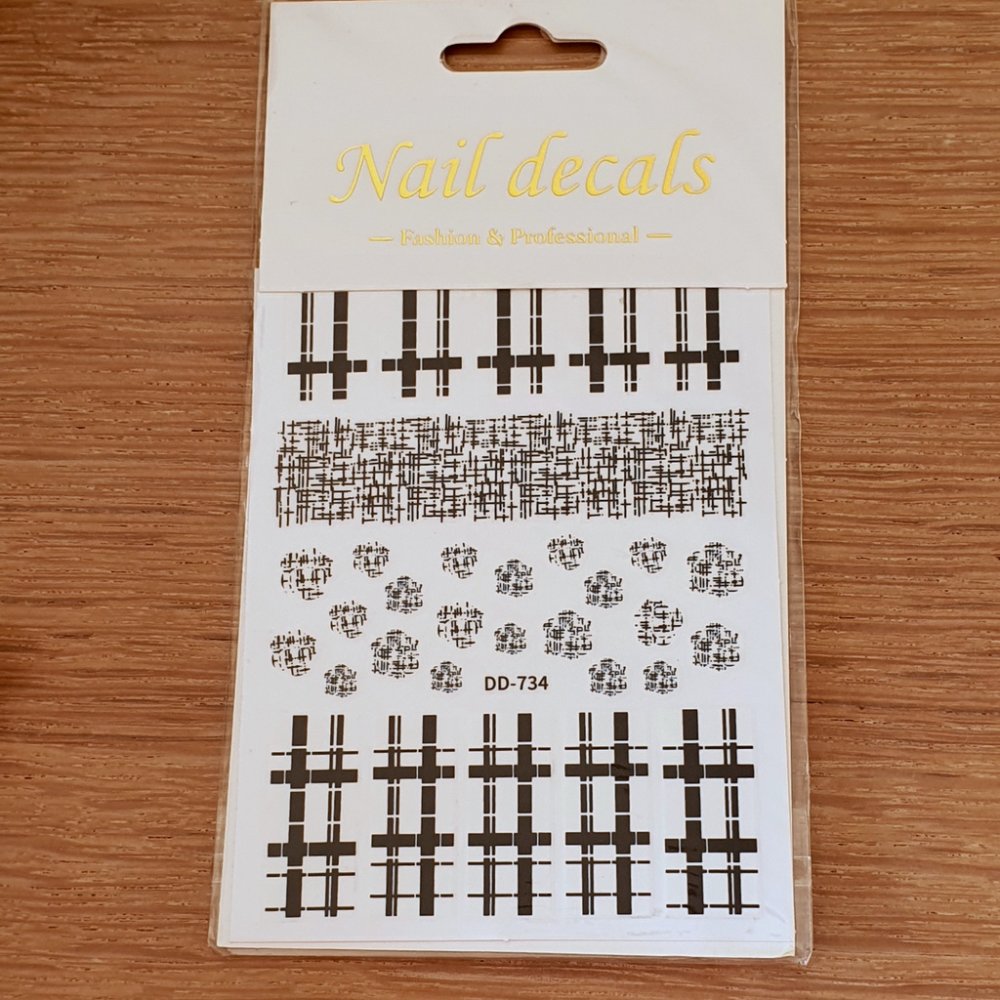 Nail decals
— Fashion & Professional —
DD-734